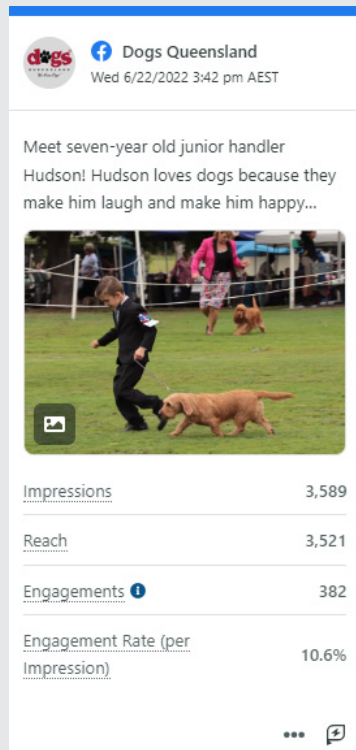 dogs
QUEENSLAND
Dogs Queensland
Wed 6/22/2022 3:42 pm AEST
Meet seven-year old junior handler
Hudson! Hudson loves dogs because they
make him laugh and make him happy...
Impressions 3,589
Reach 3,521
Engagements 382
Engagement Rate (per
Impression) 10.6%